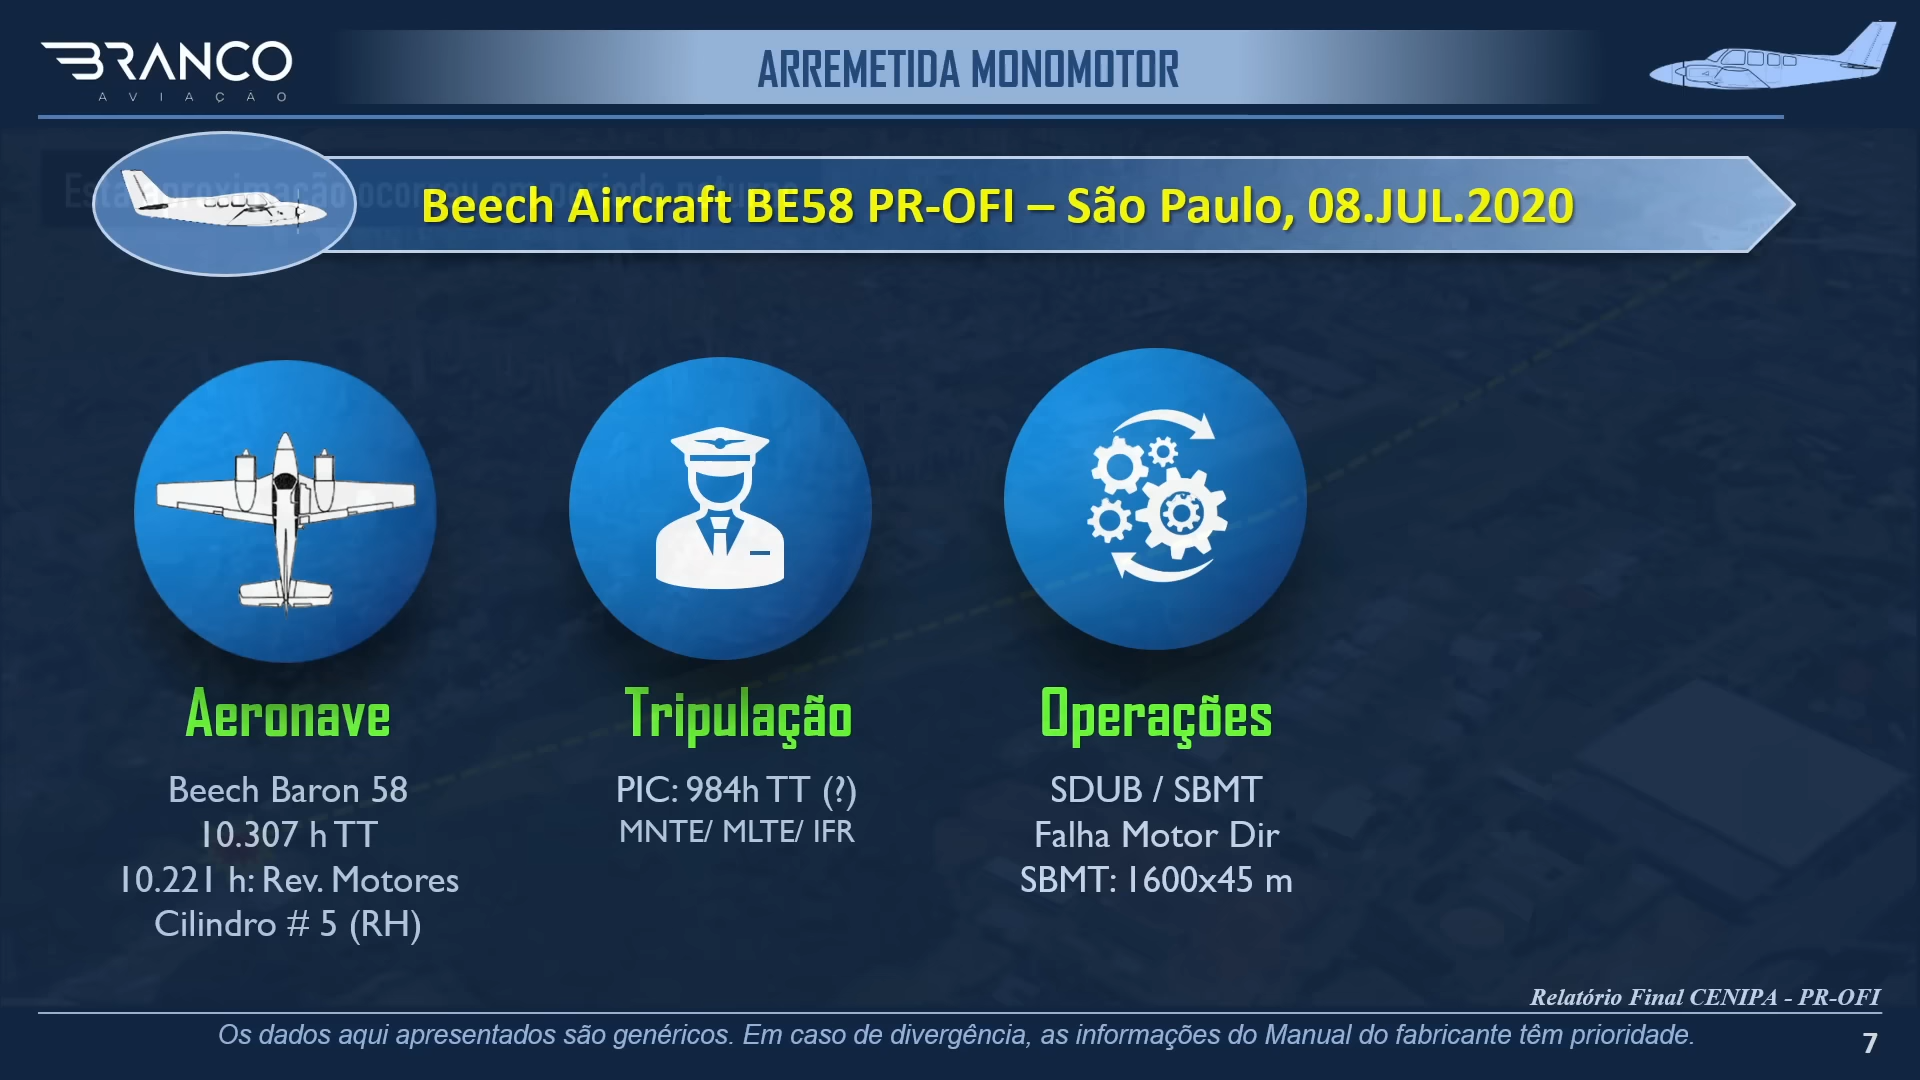 BRANCO
AVIAÇÃO
ARREMETIDA MONOMOTOR
Beech Aircraft BE58 PR-OFI – São Paulo, 08.JUL.2020
Aeronave
Beech Baron 58
10.307 h TT
10.221 h: Rev. Motores
Cilindro # 5 (RH)
Tripulação
PIC: 984h TT (?)
MNTE/ MLTE/ IFR
Operações
SDUB / SBMT
Falha Motor Dir
SBMT: 1600x45 m
Relatório Final CENIPA - PR-OFI
Os dados aqui apresentados são genéricos. Em caso de divergência, as informações do Manual do fabricante têm prioridade.
7